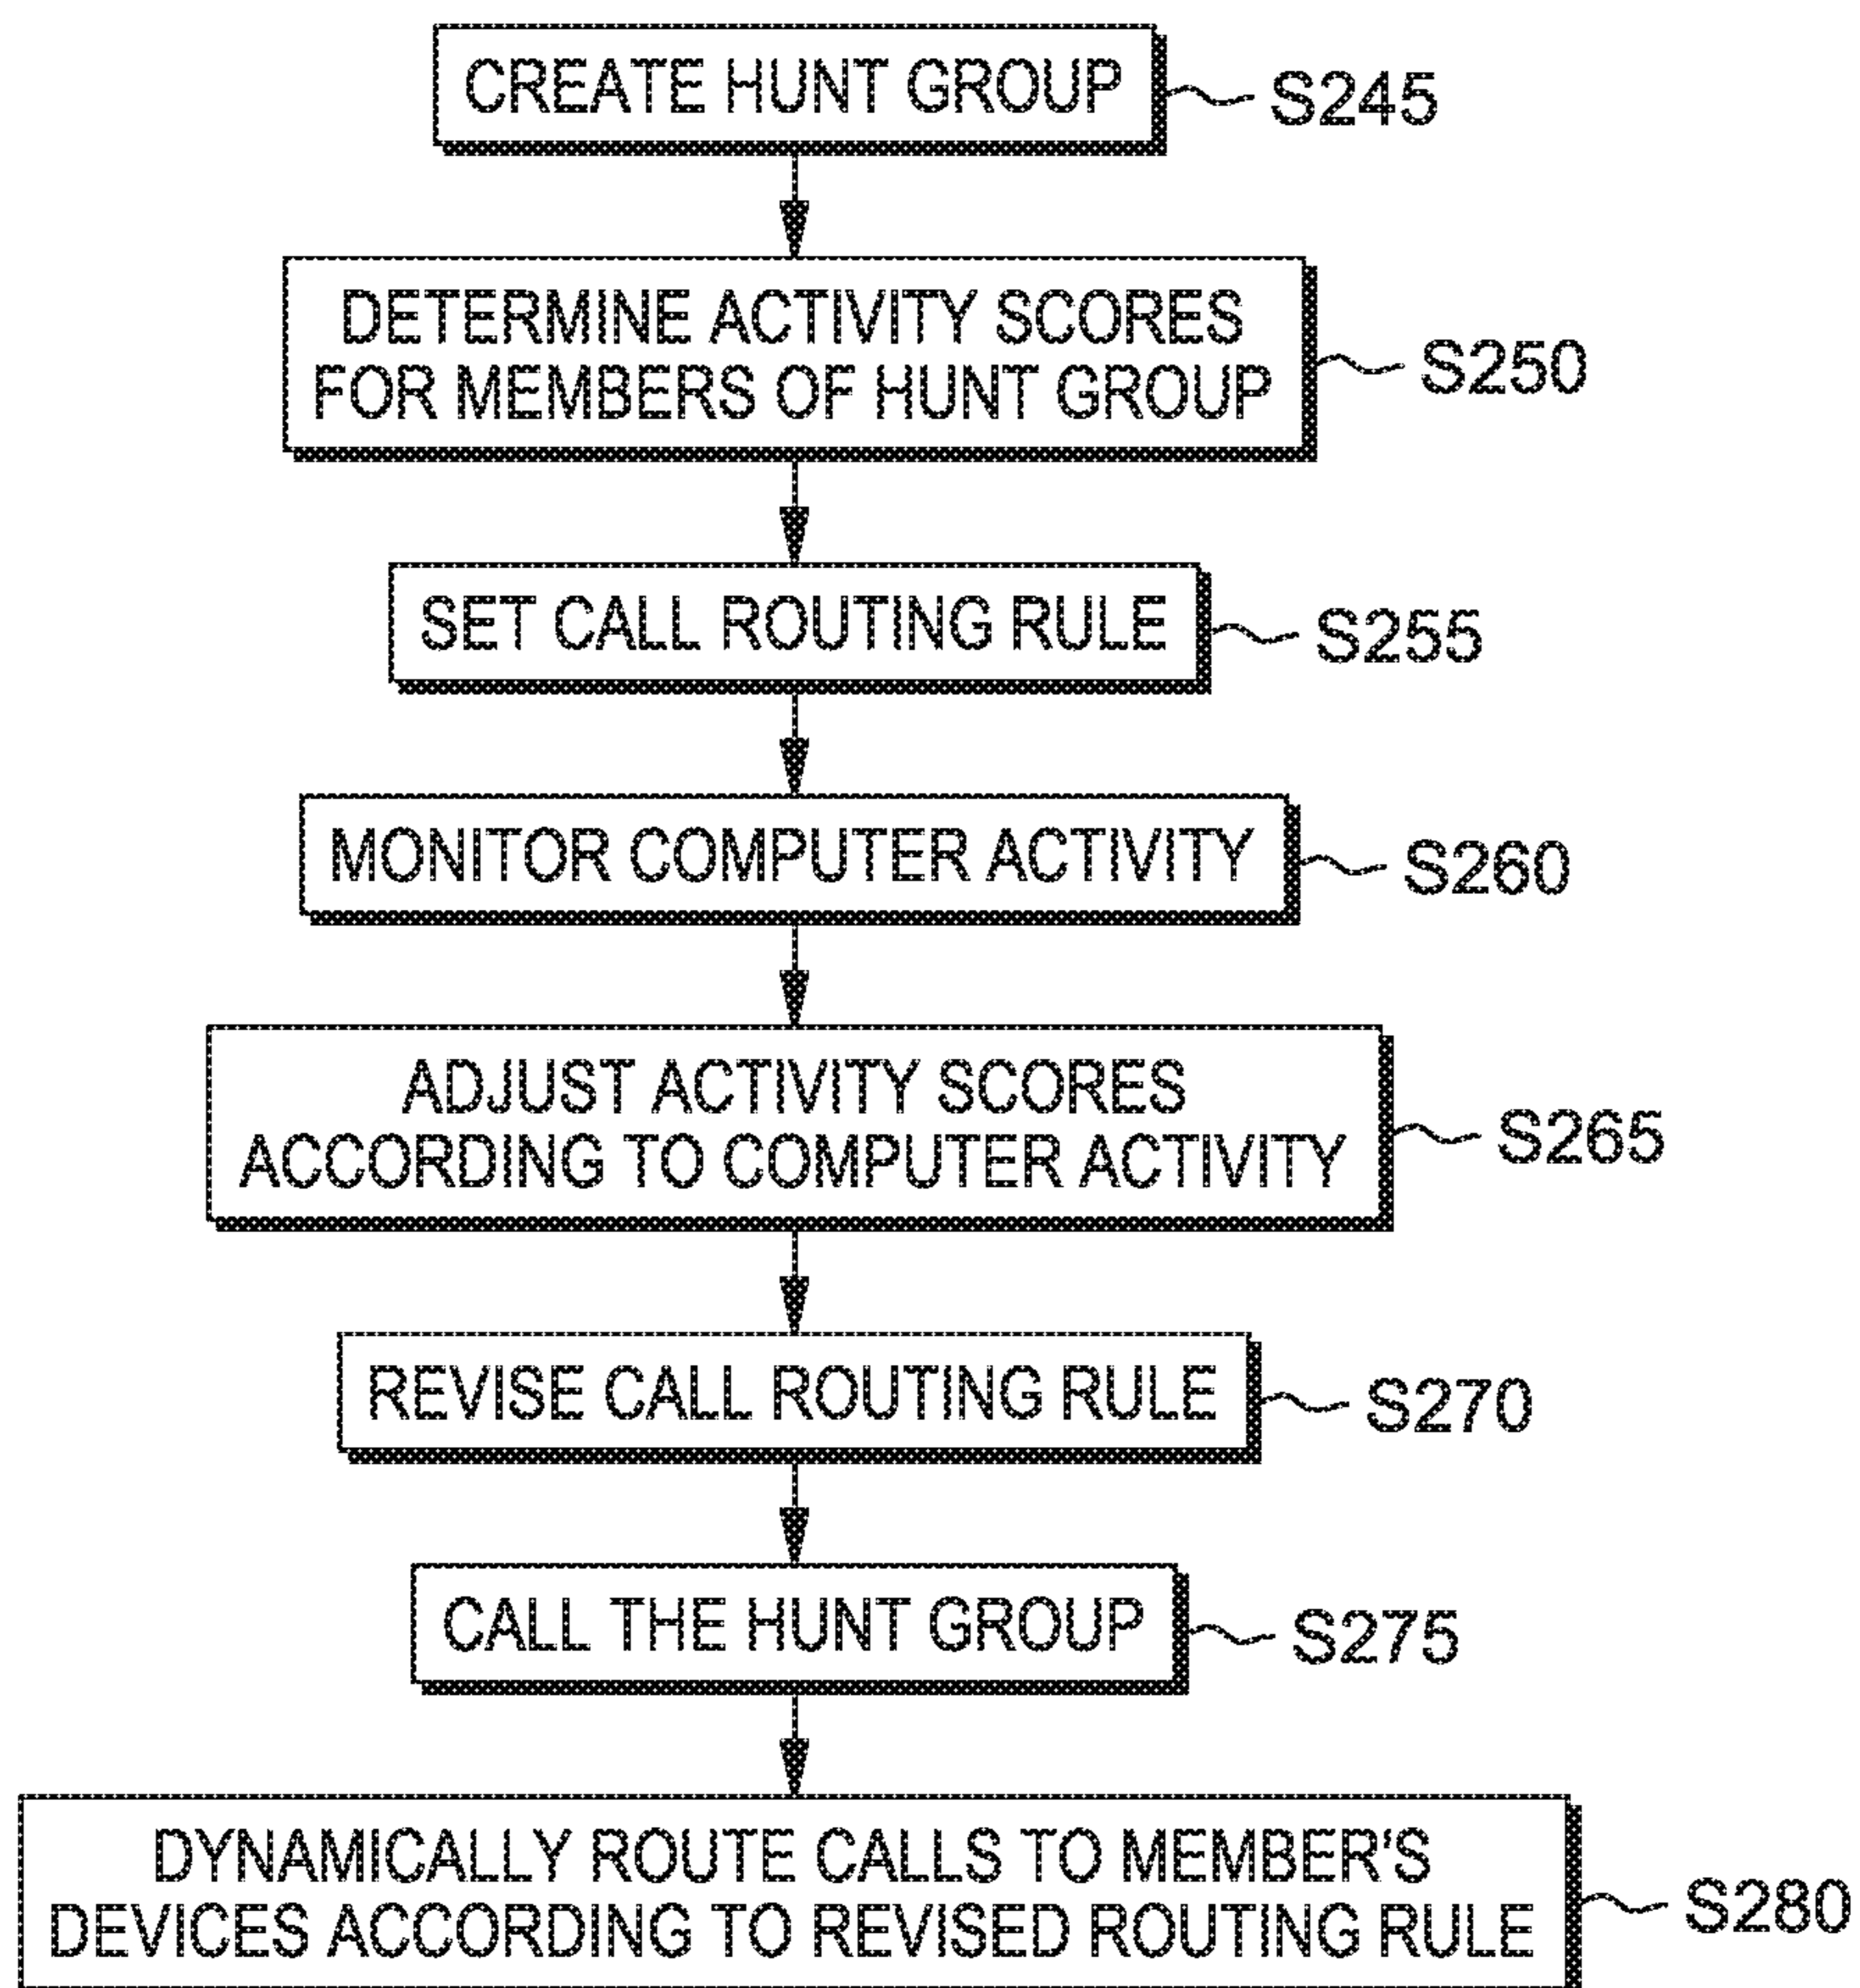 CREATE HUNT GROUP
S245
DETERMINE ACTIVITY SCORES
FOR MEMBERS OF HUNT GROUP
S250
SET CALL ROUTING RULE
S255
MONITOR COMPUTER ACTIVITY
S260
ADJUST ACTIVITY SCORES
ACCORDING TO COMPUTER ACTIVITY
S265
REVISE CALL ROUTING RULE
S270
CALL THE HUNT GROUP
S275
DYNAMICALLY ROUTE CALLS TO MEMBER'S
DEVICES ACCORDING TO REVISED ROUTING RULE
S280